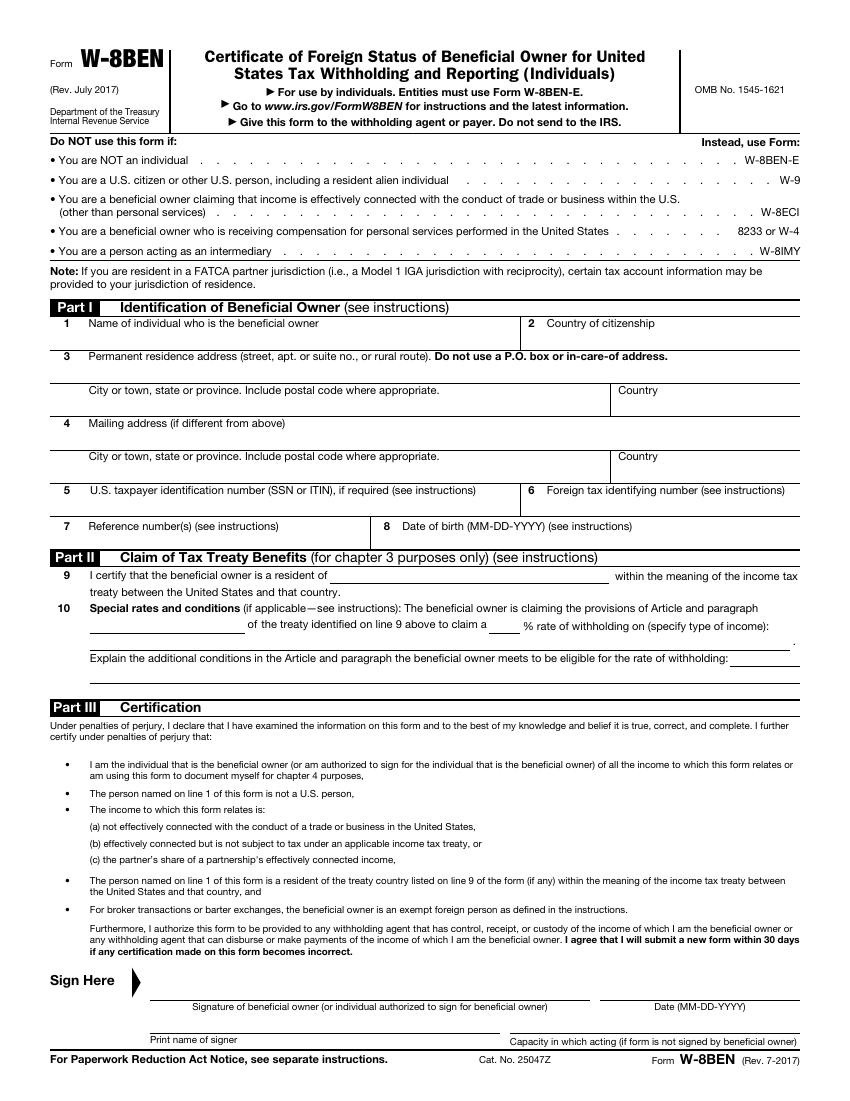 Form W-8BEN
(Rev. July 2017)
Department of the Treasury
Internal Revenue Service
Certificate of Foreign Status of Beneficial Owner for United
States Tax Withholding and Reporting (Individuals)
▶ For use by individuals. Entities must use Form W-8BEN-E.
▶ Go to www.irs.gov/FormW8BEN for instructions and the latest information.
▶ Give this form to the withholding agent or payer. Do not send to the IRS.
OMB No. 1545-1621
Do NOT use this form if: Instead, use Form:
• You are NOT an individual . . . . . . . . . . . . . . . . . . . . . . . . . . . . . . . . . . W-8BEN-E
• You are a U.S. citizen or other U.S. person, including a resident alien individual . . . . . . . . . . . . . . . . . . . W-9
• You are a beneficial owner claiming that income is effectively connected with the conduct of trade or business within the U.S.
(other than personal services) . . . . . . . . . . . . . . . . . . . . . . . . . . . . . . . . . W-8ECI
• You are a beneficial owner who is receiving compensation for personal services performed in the United States . . . . . . . 8233 or W-4
• You are a person acting as an intermediary . . . . . . . . . . . . . . . . . . . . . . . . . . . . . W-8IMY
Note: If you are resident in a FATCA partner jurisdiction (i.e., a Model 1 IGA jurisdiction with reciprocity), certain tax account information may be
provided to your jurisdiction of residence.
Part I Identification of Beneficial Owner (see instructions)
1 Name of individual who is the beneficial owner
2 Country of citizenship
3 Permanent residence address (street, apt. or suite no., or rural route). Do not use a P.O. box or in-care-of address.
City or town, state or province. Include postal code where appropriate.
Country
4 Mailing address (if different from above)
City or town, state or province. Include postal code where appropriate.
Country
5 U.S. taxpayer identification number (SSN or ITIN), if required (see instructions)
6 Foreign tax identifying number (see instructions)
7 Reference number(s) (see instructions)
8 Date of birth (MM-DD-YYYY) (see instructions)
Part II Claim of Tax Treaty Benefits (for chapter 3 purposes only) (see instructions)
9 I certify that the beneficial owner is a resident of within the meaning of the income tax
treaty between the United States and that country.
10 Special rates and conditions (if applicable—see instructions): The beneficial owner is claiming the provisions of Article and paragraph
of the treaty identified on line 9 above to claim a % rate of withholding on (specify type of income):
.
Explain the additional conditions in the Article and paragraph the beneficial owner meets to be eligible for the rate of withholding:
Part III Certification
Under penalties of perjury, I declare that I have examined the information on this form and to the best of my knowledge and belief it is true, correct, and complete. I further
certify under penalties of perjury that:
• I am the individual that is the beneficial owner (or am authorized to sign for the individual that is the beneficial owner) of all the income to which this form relates or
am using this form to document myself for chapter 4 purposes,
• The person named on line 1 of this form is not a U.S. person,
• The income to which this form relates is:
(a) not effectively connected with the conduct of a trade or business in the United States,
(b) effectively connected but is not subject to tax under an applicable income tax treaty, or
(c) the partner's share of a partnership's effectively connected income,
• The person named on line 1 of this form is a resident of the treaty country listed on line 9 of the form (if any) within the meaning of the income tax treaty between
the United States and that country, and
• For broker transactions or barter exchanges, the beneficial owner is an exempt foreign person as defined in the instructions.
Furthermore, I authorize this form to be provided to any withholding agent that has control, receipt, or custody of the income of which I am the beneficial owner or
any withholding agent that can disburse or make payments of the income of which I am the beneficial owner. I agree that I will submit a new form within 30 days
if any certification made on this form becomes incorrect.
Sign Here
Signature of beneficial owner (or individual authorized to sign for beneficial owner)
Date (MM-DD-YYYY)
Print name of signer
Capacity in which acting (if form is not signed by beneficial owner)
For Paperwork Reduction Act Notice, see separate instructions. Cat. No. 25047Z Form W-8BEN (Rev. 7-2017)